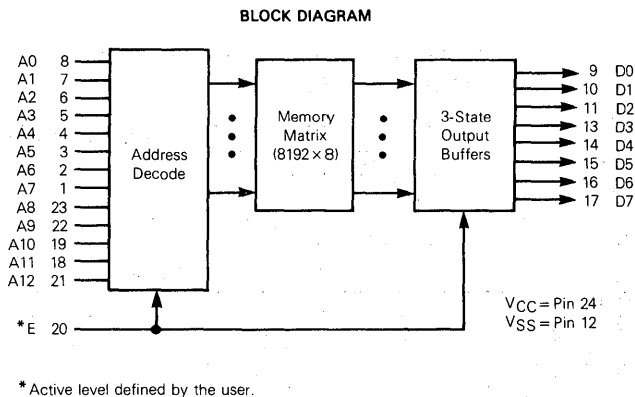 BLOCK DIAGRAM
A0 8
A1 7
A2 6
A3 5
A4 4
A5 3
A6 2
A7 1
A8 23
A9 22
A10 19
A11 18
A12 21
*E 20
Address
Decode
Memory
Matrix
(8192 × 8)
3-State
Output
Buffers
9 D0
10 D1
11 D2
13 D3
14 D4
15 D5
16 D6
17 D7
VCC = Pin 24
VSS = Pin 12
*Active level defined by the user.